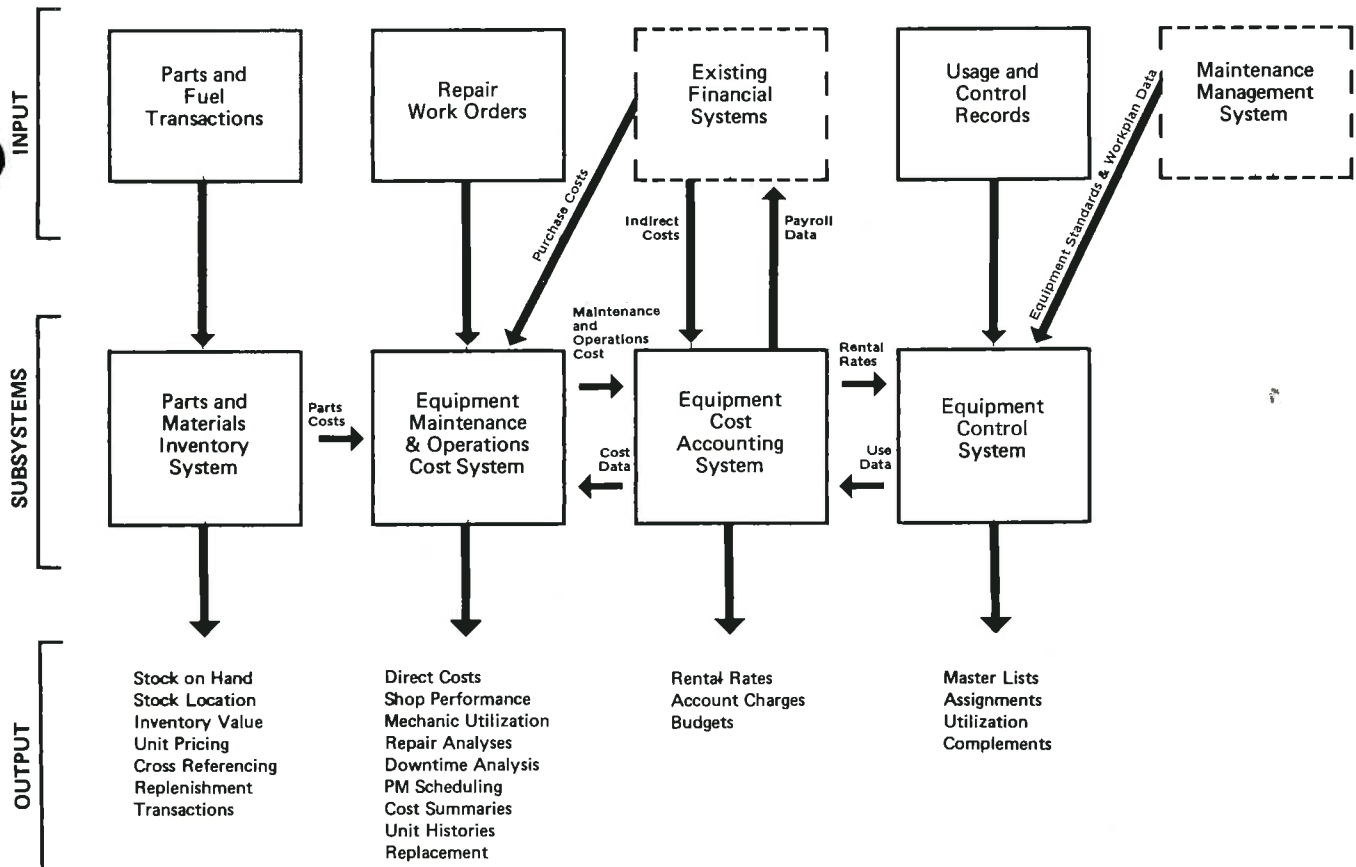 INPUT
Parts and
Fuel
Transactions
Repair
Work Orders
Existing
Financial
Systems
Usage and
Control
Records
Maintenance
Management
System
Purchase Costs
Indirect
Costs
Payroll
Data
Equipment Standards & Workplan Data
SUBSYSTEMS
Parts and
Materials
Inventory
System
Parts
Costs
Equipment
Maintenance
& Operations
Cost System
Maintenance
and
Operations
Cost
Cost
Data
Equipment
Cost
Accounting
System
Rental
Rates
Use
Data
Equipment
Control
System
OUTPUT
Stock on Hand
Stock Location
Inventory Value
Unit Pricing
Cross Referencing
Replenishment
Transactions
Direct Costs
Shop Performance
Mechanic Utilization
Repair Analyses
Downtime Analysis
PM Scheduling
Cost Summaries
Unit Histories
Replacement
Rental Rates
Account Charges
Budgets
Master Lists
Assignments
Utilization
Complements